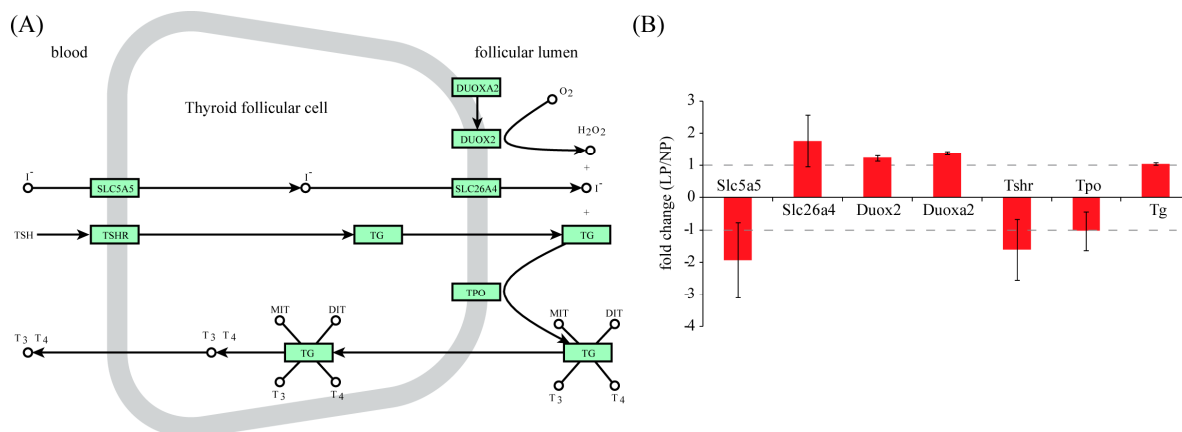 (A)
blood
follicular lumen
Thyroid follicular cell
DUOXA2
O2
DUOX2
H2O2
+
I-
SLC5A5
I-
SLC26A4
I-
+
TSH
TSHR
TG
TG
TPO
MIT
DIT
MIT
DIT
T3 T4
T3 T4
TG
TG
T3
T4
T3
T4
(B)
fold change (LP/NP)
3
2
1
0
-1
-2
-3
-4
Slc5a5
Slc26a4
Duox2
Duoxa2
Tshr
Tpo
Tg